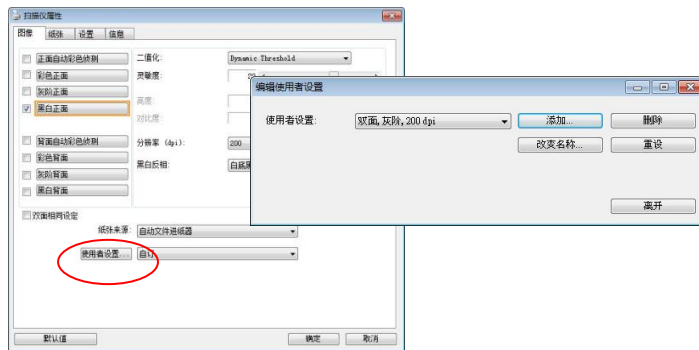 扫描仪属性
图像 纸张 设置 信息
正面自动彩色侦测
彩色正面
灰阶正面
黑白正面
背面自动彩色侦测
彩色背面
灰阶背面
黑白背面
二值化: Dynamic Threshold
灵敏度:
亮度:
对比度:
分辨率 (dpi): 200
黑白反相:
双面相同设定
纸张来源: 自动文件进纸器
使用者设置... 自订
默认值 确定 取消
编辑使用者设置
使用者设置: 双面, 灰阶, 200 dpi 添加... 删除
改变名称... 重设
离开